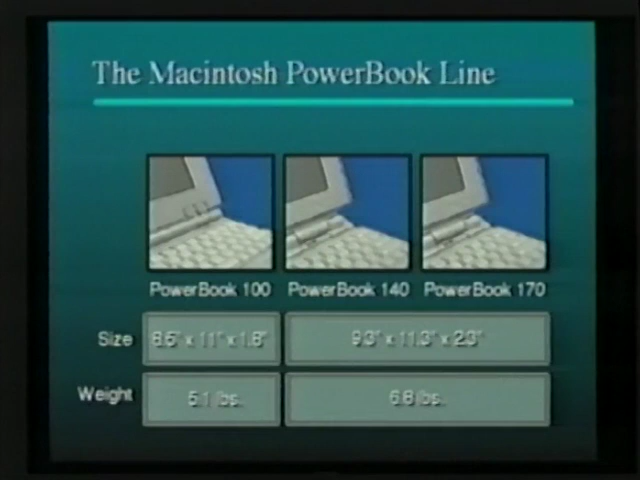 The Macintosh PowerBook Line
PowerBook 100 PowerBook 140 PowerBook 170
Size 8.5" x 11" x 1.8" 9.3" x 11.3" x 2.3"
Weight 5.1 lbs. 6.8 lbs.